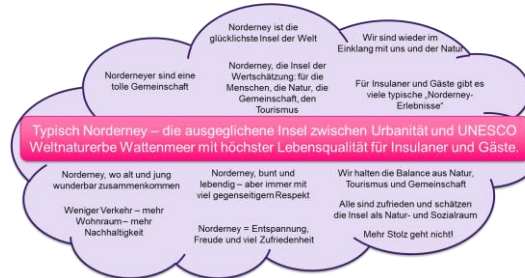 Norderney ist die
glücklichste Insel der Welt
Wir sind wieder im
Einklang mit uns und der Natur
Norderneyer sind eine
tolle Gemeinschaft
Norderney, die Insel der
Wertschätzung: für die
Menschen, die Natur, die
Gemeinschaft, den
Tourismus
Für Insulaner und Gäste gibt es
viele typische „Norderney-
Erlebnisse“
Typisch Norderney – die ausgeglichene Insel zwischen Urbanität und UNESCO
Weltnaturerbe Wattenmeer mit höchster Lebensqualität für Insulaner und Gäste.
Norderney, wo alt und jung
wunderbar zusammenkommen
Weniger Verkehr – mehr
Wohnraum – mehr
Nachhaltigkeit
Norderney, bunt und
lebendig – aber immer mit
viel gegenseitigem Respekt
Norderney = Entspannung,
Freude und viel Zufriedenheit
Wir halten die Balance aus Natur,
Tourismus und Gemeinschaft
Alle sind zufrieden und schätzen
die Insel als Natur- und Sozialraum
Mehr Stolz geht nicht!